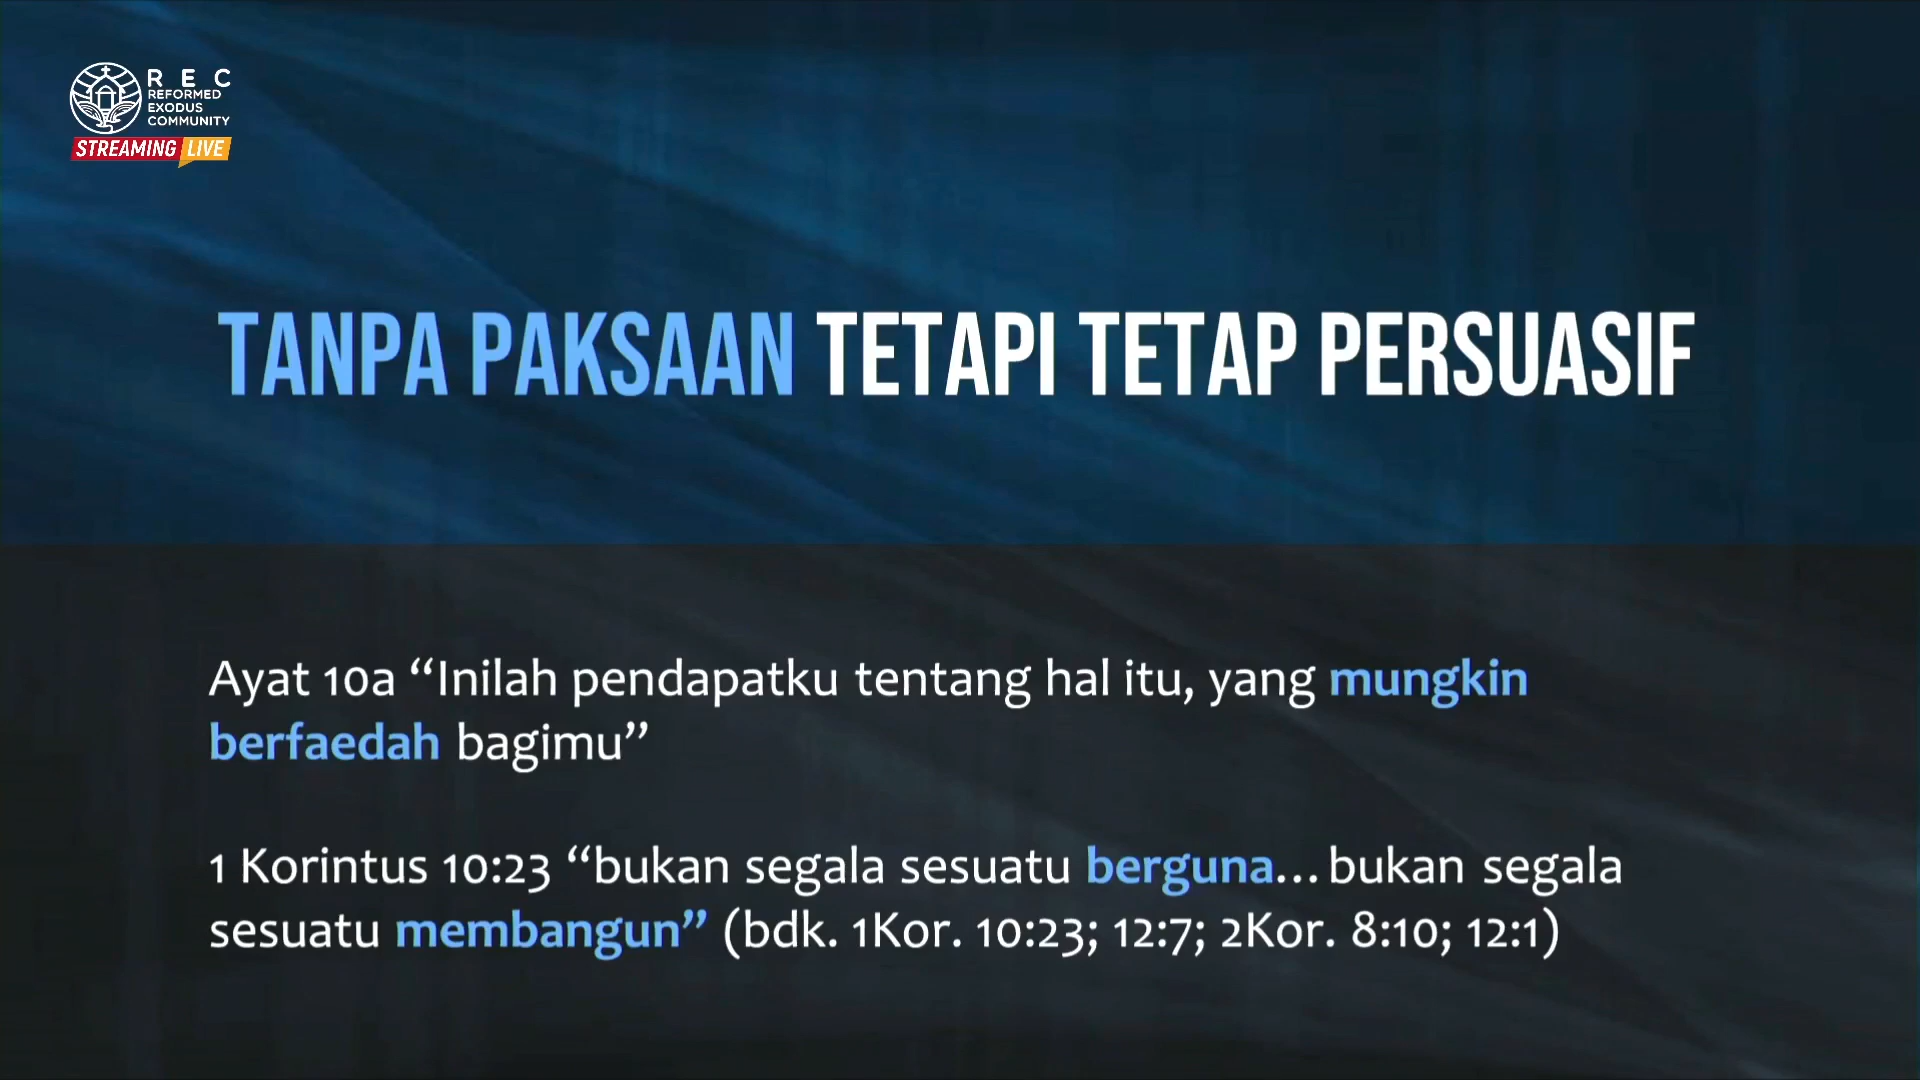 REC
REFORMED
EXODUS
COMMUNITY
STREAMING LIVE
TANPA PAKSAAN TETAPI TETAP PERSUASIF
Ayat 10a “Inilah pendapatku tentang hal itu, yang mungkin
berfaedah bagimu”
1 Korintus 10:23 “bukan segala sesuatu berguna...bukan segala
sesuatu membangun” (bdk. 1Kor. 10:23; 12:7; 2Kor. 8:10; 12:1)